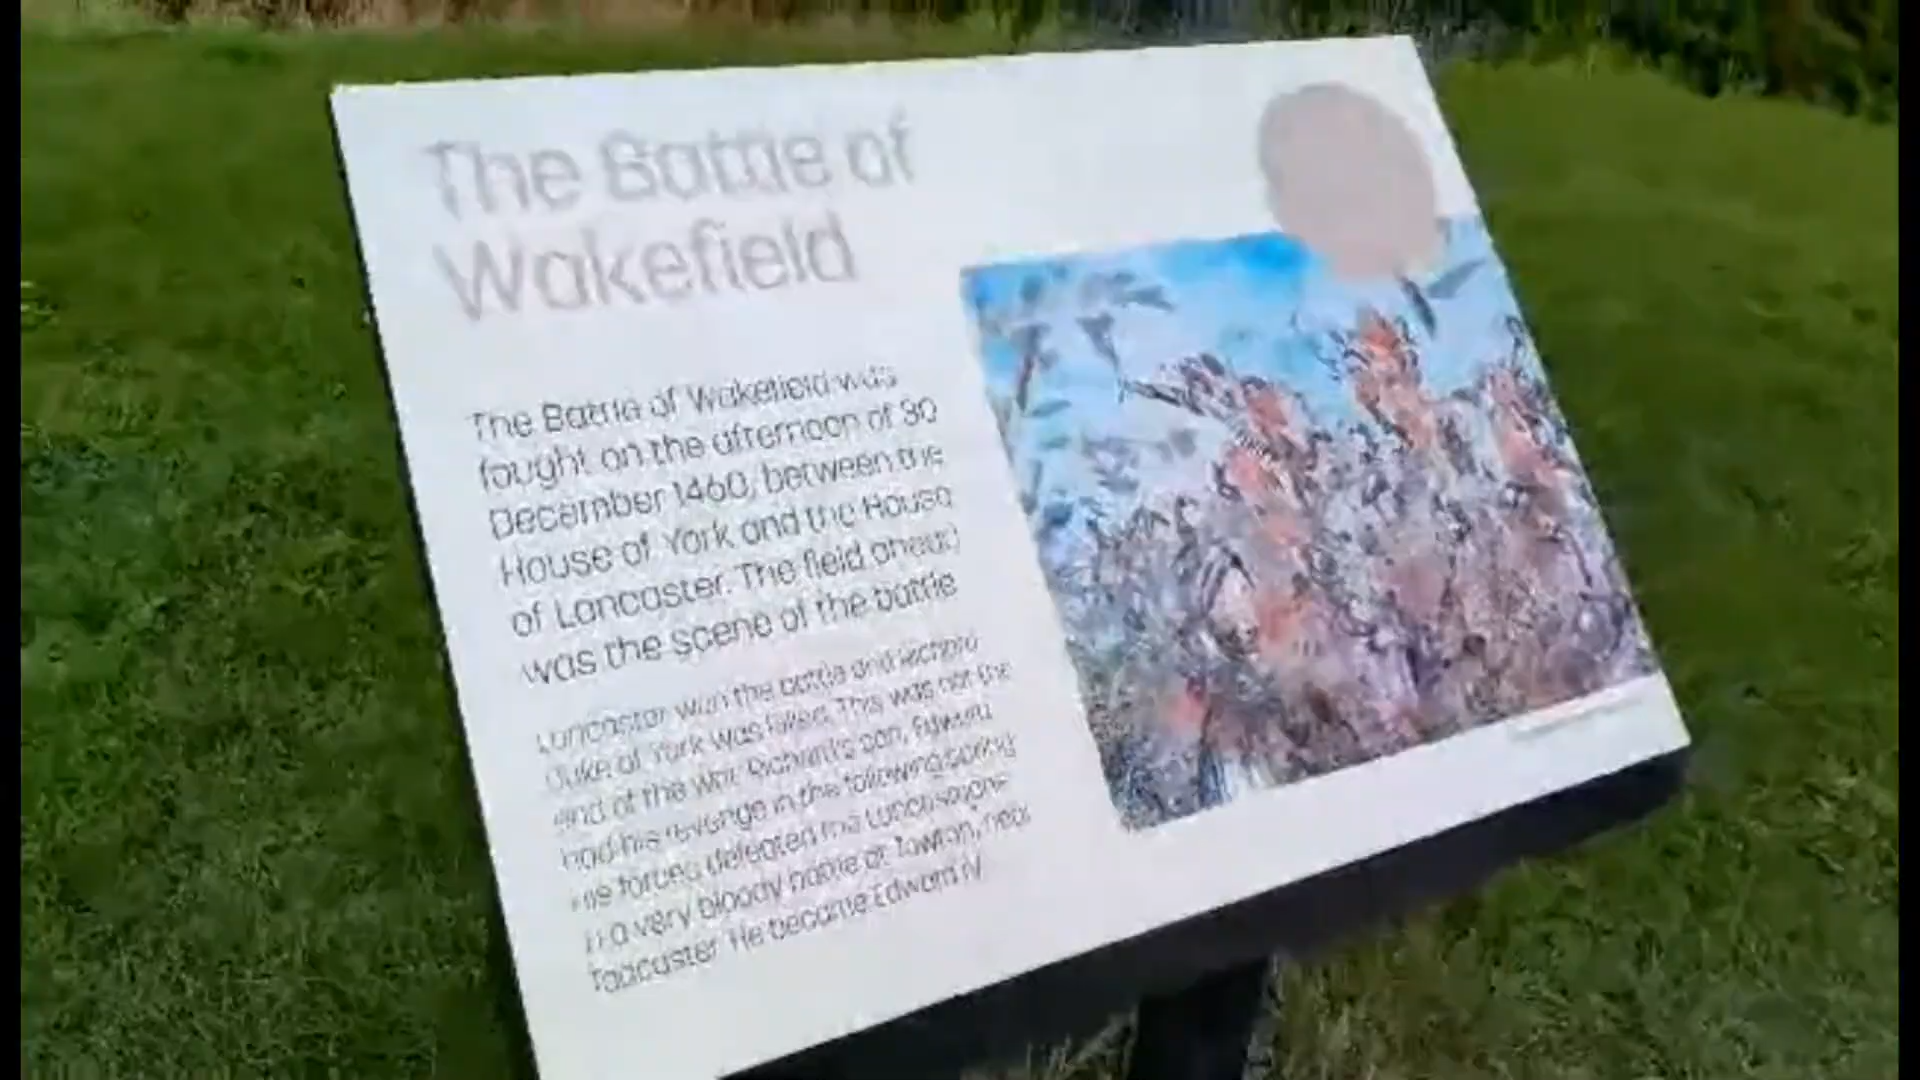 The Battle of
Wakefield
The Battle of Wakefield was
fought on the afternoon of 30
December 1460, between the
House of York and the House
of Lancaster. The field ahead
was the scene of the battle
Lancaster won the battle and Richard
Duke of York was killed. This was not the
end of the war. Richard's son, Edward
had his revenge in the following spring
His forces defeated the Lancastrians
in a very bloody battle at Towton, near
Tadcaster. He became Edward IV